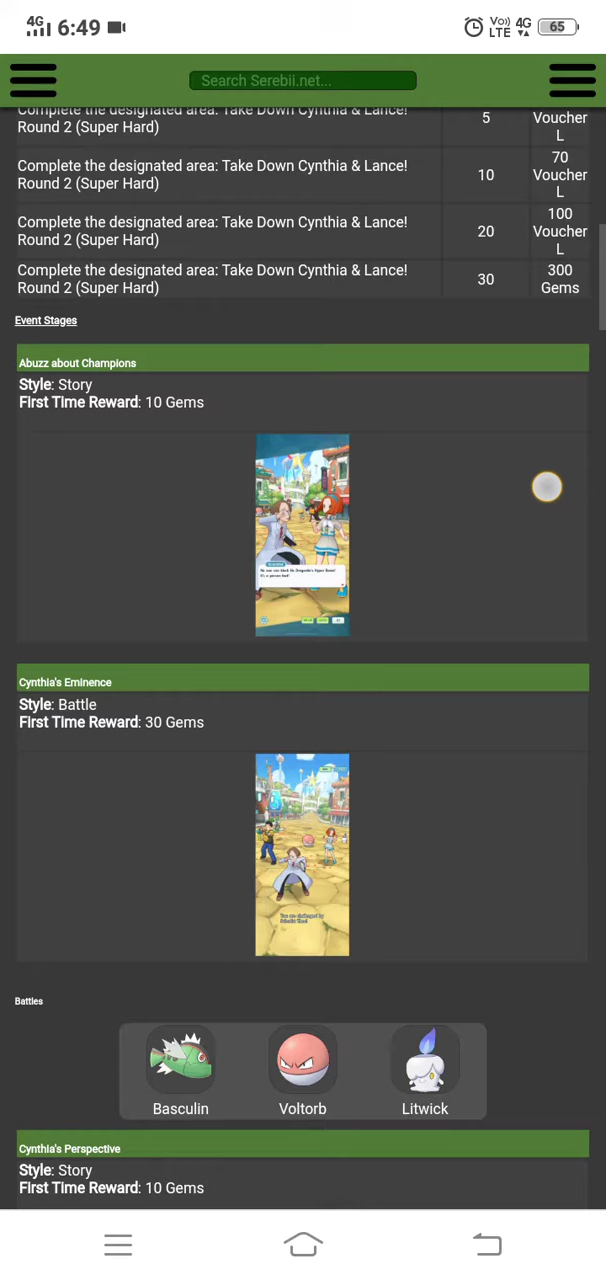 4G 6:49 Vo)) LTE 4G 65
Search Serebii.net...
Complete the designated area: Take Down Cynthia & Lance!
Round 2 (Super Hard)
5
Voucher
L
Complete the designated area: Take Down Cynthia & Lance!
Round 2 (Super Hard)
10
70
Voucher
L
Complete the designated area: Take Down Cynthia & Lance!
Round 2 (Super Hard)
20
100
Voucher
L
Complete the designated area: Take Down Cynthia & Lance!
Round 2 (Super Hard)
30
300
Gems
Event Stages
Abuzz about Champions
Style: Story
First Time Reward: 10 Gems
Cynthia's Eminence
Style: Battle
First Time Reward: 30 Gems
You are challenged by
Battles
Basculin Voltorb Litwick
Cynthia's Perspective
Style: Story
First Time Reward: 10 Gems